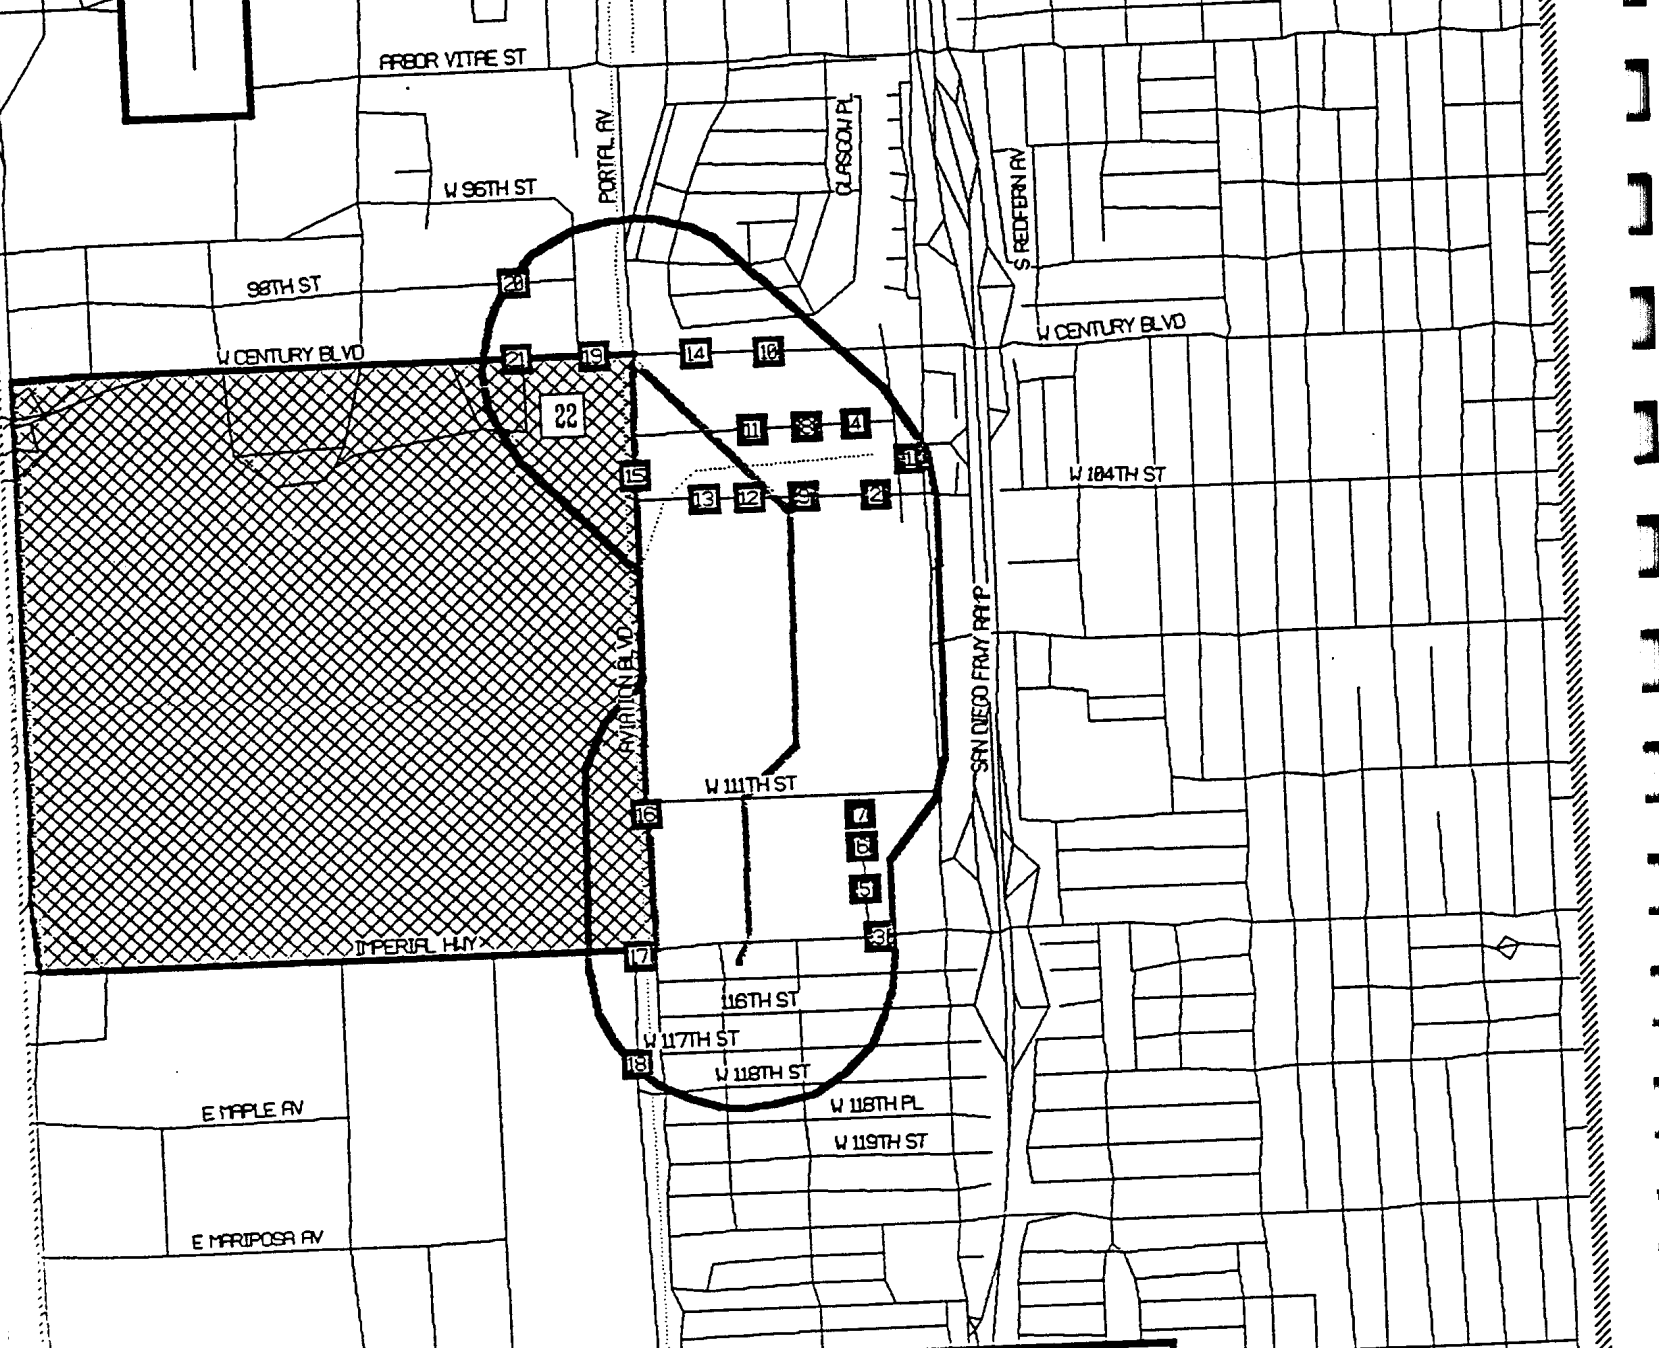 ARBOR VITAE ST
PORTAL AV
GLASGOW PL
W 96TH ST
S REDFERN AV
98TH ST
20
W CENTURY BLVD
W CENTURY BLVD
21
19
14
10
22
11
8
4
1
15
W 104TH ST
13
12
9
2
AVIATION BLVD
SAN DIEGO FRWY RAMP
W 111TH ST
16
7
6
5
3
IMPERIAL HWY
17
116TH ST
W 117TH ST
18
W 118TH ST
E MAPLE AV
W 118TH PL
W 119TH ST
E MARIPOSA AV